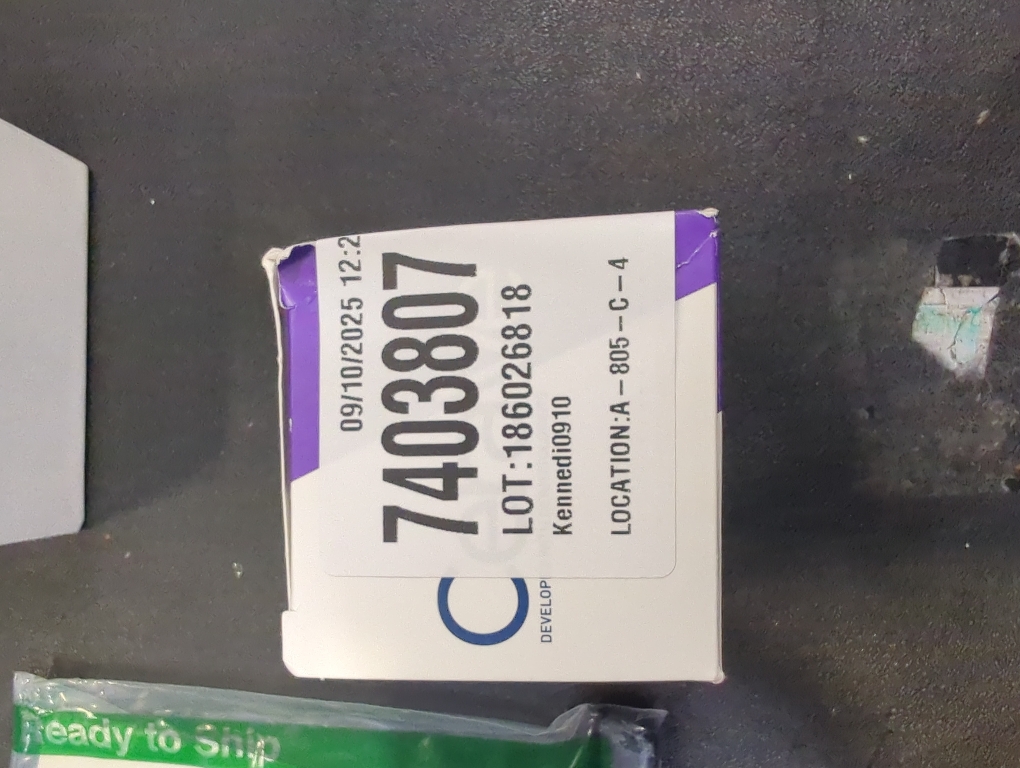 09/10/2025 12:2
7403807
LOT:186026818
Kennedi0910
LOCATION:A-805-C-4
C
DEVELOP
Ready to Ship